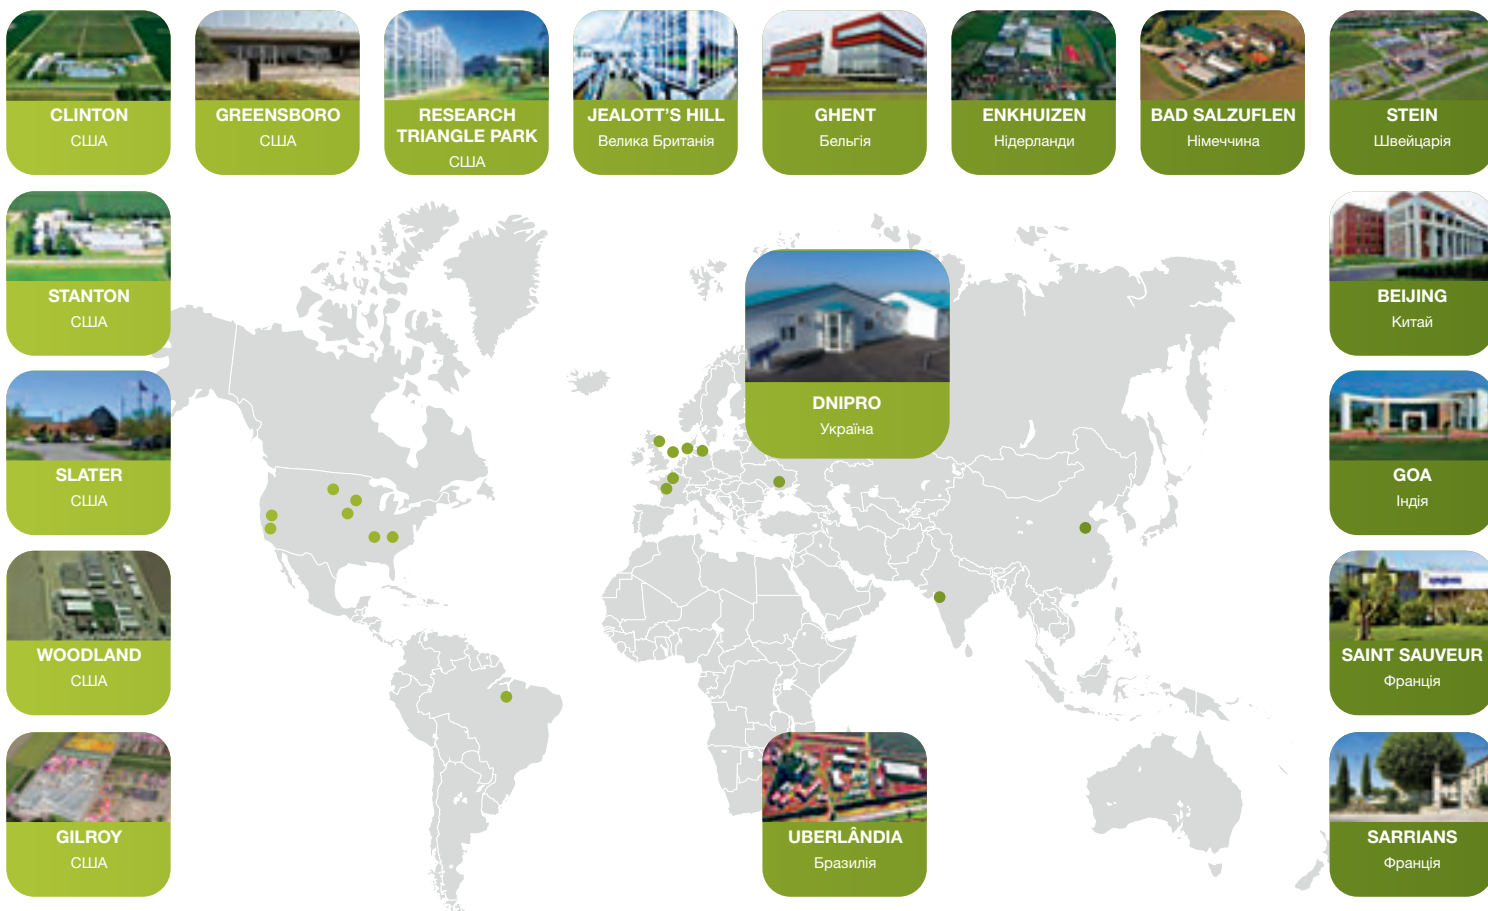 CLINTON
США
GREENSBORO
США
RESEARCH
TRIANGLE PARK
США
JEALOTT'S HILL
Велика Британія
GHENT
Бельгія
ENKHUIZEN
Нідерланди
BAD SALZUFLEN
Німеччина
STEIN
Швейцарія
STANTON
США
DNIPRO
Україна
BEIJING
Китай
SLATER
США
GOA
Індія
WOODLAND
США
SAINT SAUVEUR
Франція
GILROY
США
UBERLÂNDIA
Бразилія
SARRIANS
Франція